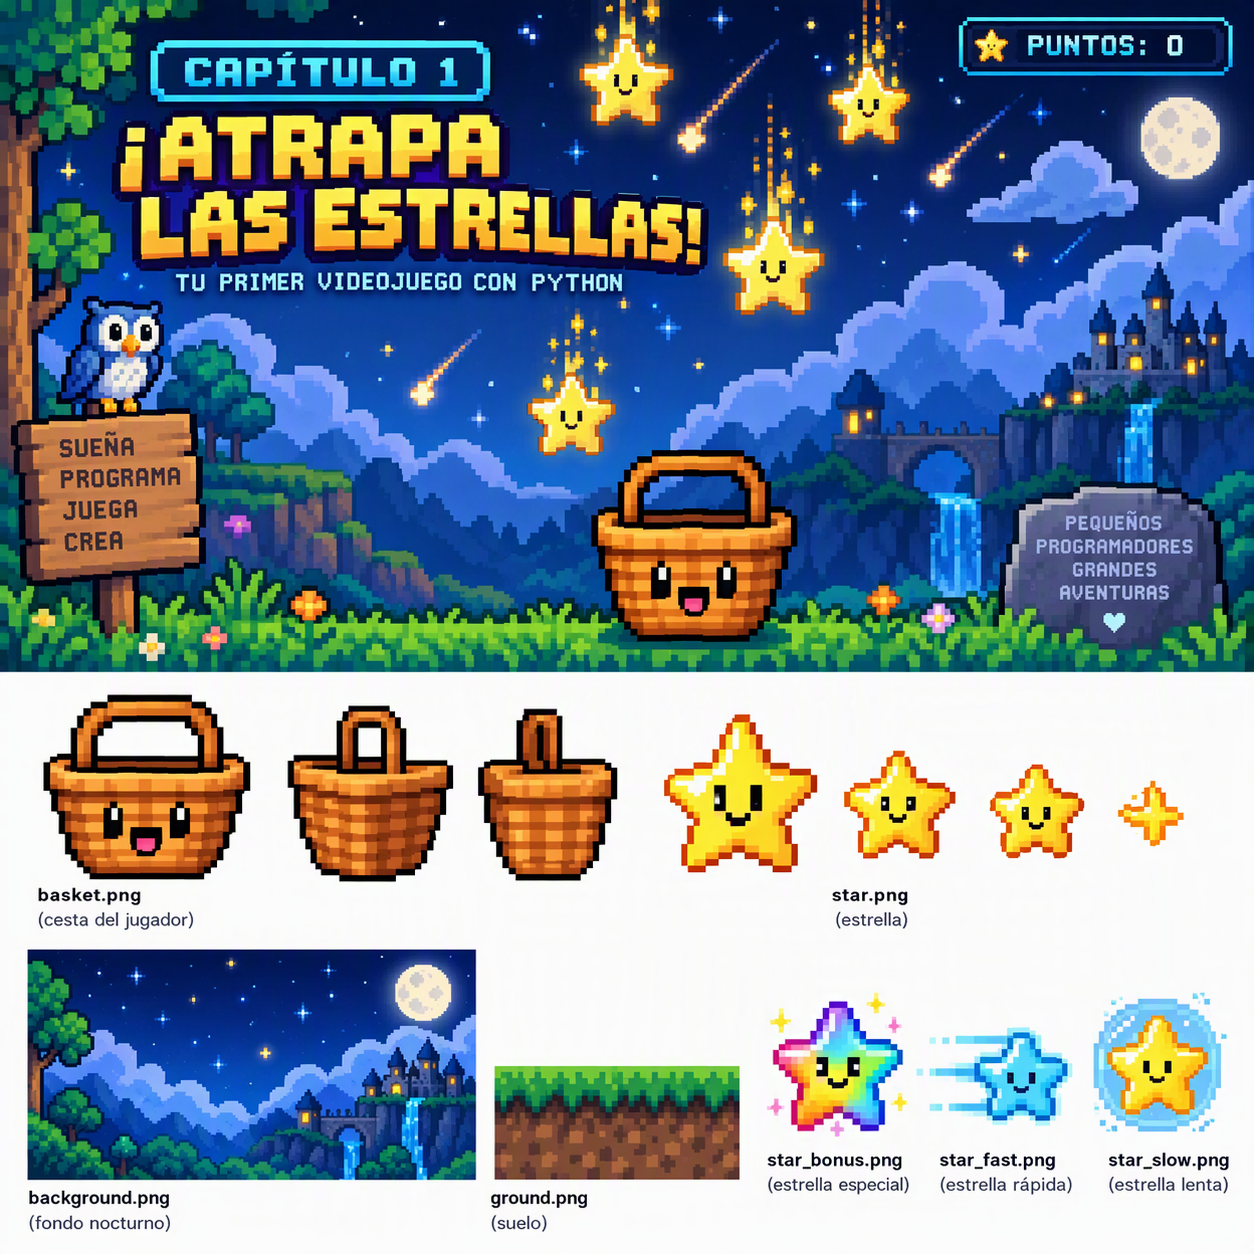 CAPÍTULO 1
PUNTOS: 0
¡ATRAPA
LAS ESTRELLAS!
TU PRIMER VIDEOJUEGO CON PYTHON
SUEÑA
PROGRAMA
JUEGA
CREA
PEQUEÑOS
PROGRAMADORES
GRANDES
AVENTURAS
basket.png
(cesta del jugador)
star.png
(estrella)
background.png
(fondo nocturno)
ground.png
(suelo)
star_bonus.png
(estrella especial)
star_fast.png
(estrella rápida)
star_slow.png
(estrella lenta)